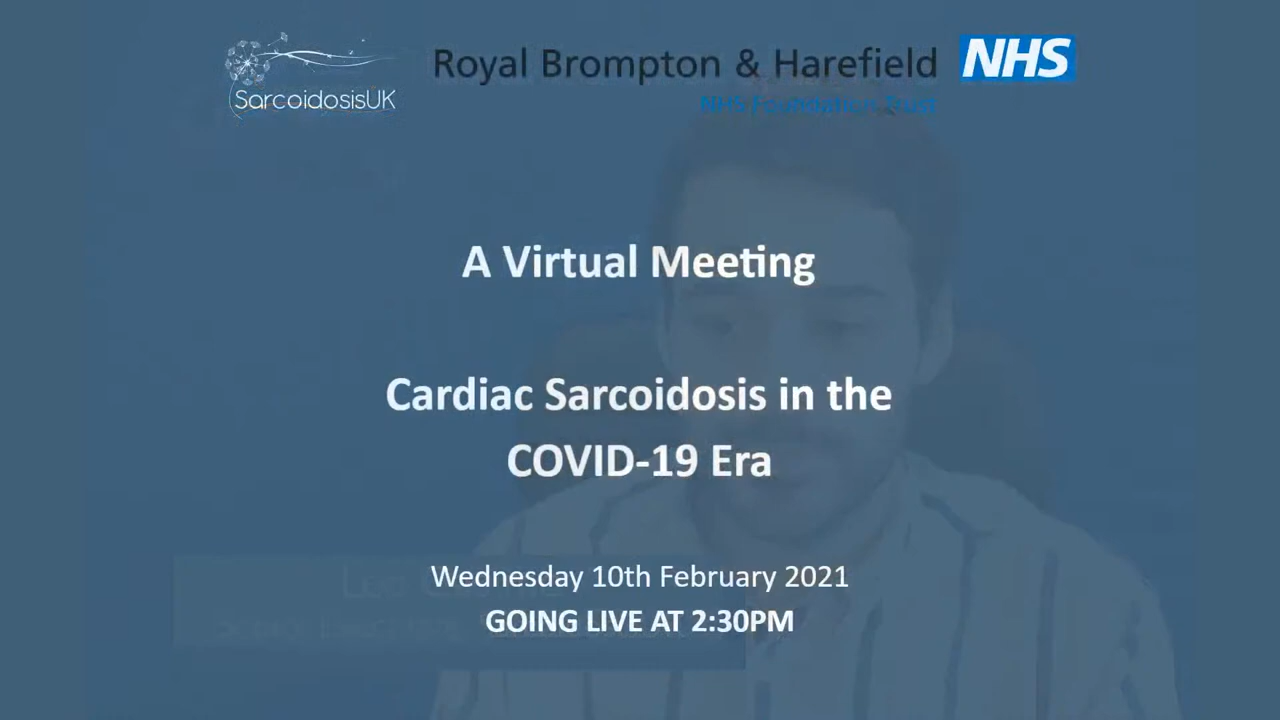 SarcoidosisUK
Royal Brompton & Harefield
NHS
NHS Foundation Trust
A Virtual Meeting
Cardiac Sarcoidosis in the
COVID-19 Era
Wednesday 10th February 2021
GOING LIVE AT 2:30PM